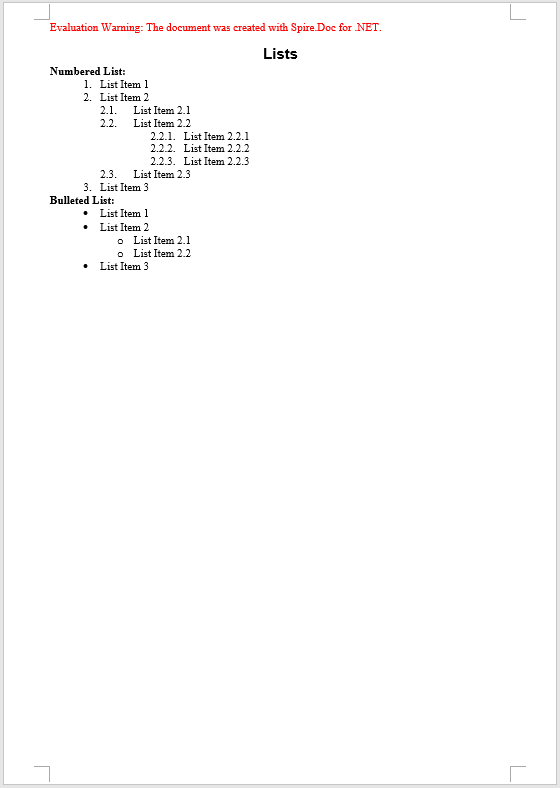 Evaluation Warning: The document was created with Spire.Doc for .NET.
Lists
Numbered List:
1. List Item 1
2. List Item 2
2.1. List Item 2.1
2.2. List Item 2.2
2.2.1. List Item 2.2.1
2.2.2. List Item 2.2.2
2.2.3. List Item 2.2.3
2.3. List Item 2.3
3. List Item 3
Bulleted List:
• List Item 1
• List Item 2
o List Item 2.1
o List Item 2.2
• List Item 3